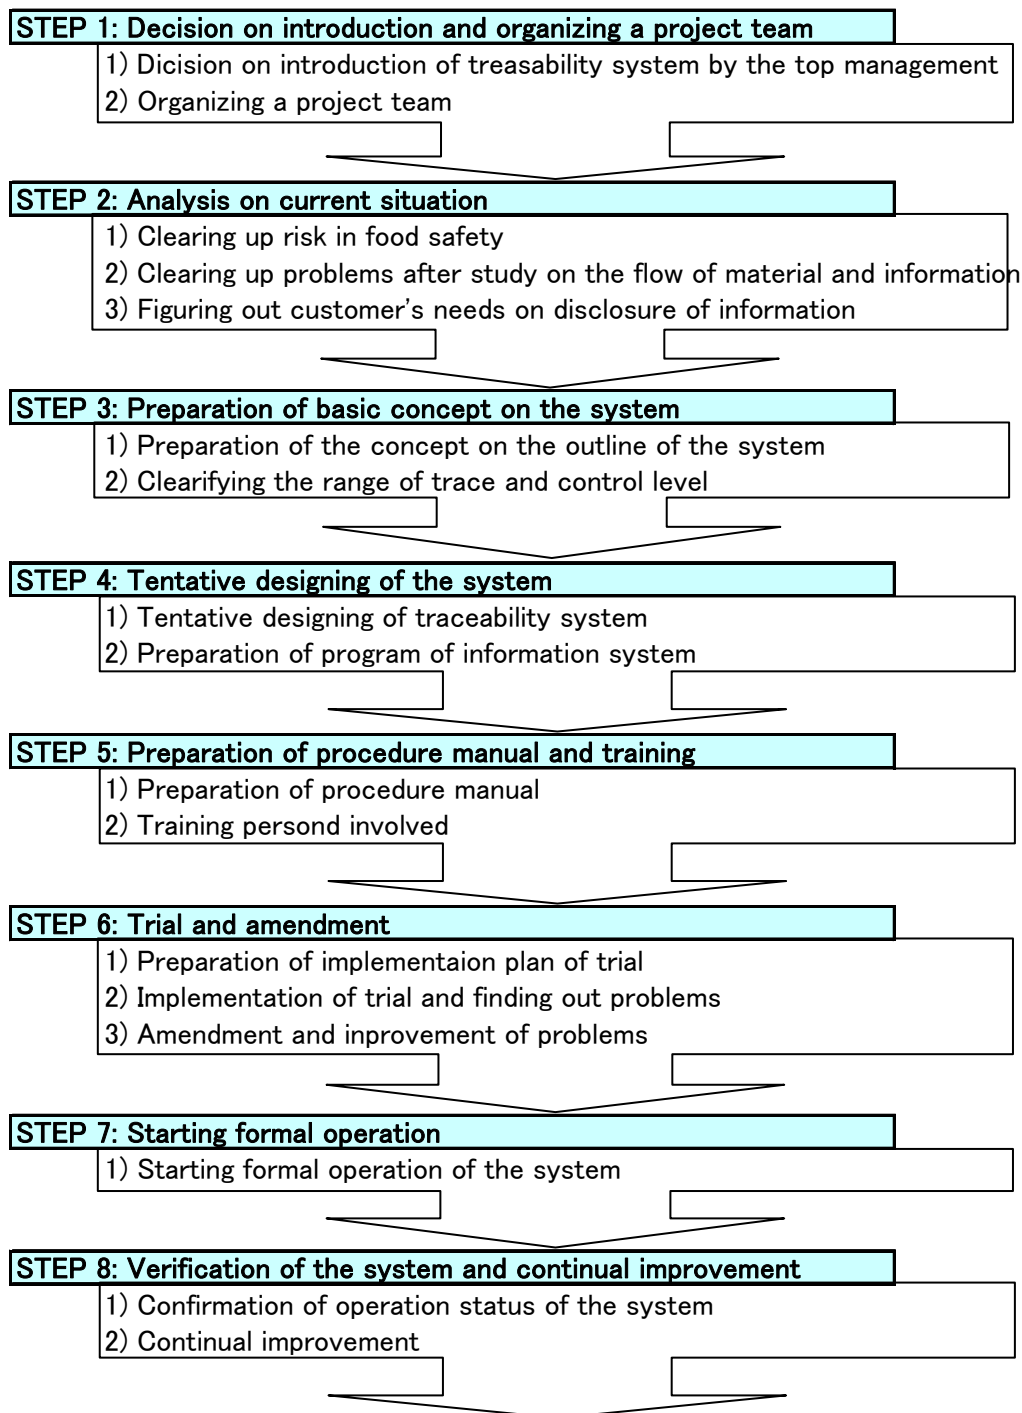 STEP 1: Decision on introduction and organizing a project team
1) Dicision on introduction of treasability system by the top management
2) Organizing a project team
STEP 2: Analysis on current situation
1) Clearing up risk in food safety
2) Clearing up problems after study on the flow of material and information
3) Figuring out customer's needs on disclosure of information
STEP 3: Preparation of basic concept on the system
1) Preparation of the concept on the outline of the system
2) Clearifying the range of trace and control level
STEP 4: Tentative designing of the system
1) Tentative designing of traceability system
2) Preparation of program of information system
STEP 5: Preparation of procedure manual and training
1) Preparation of procedure manual
2) Training persond involved
STEP 6: Trial and amendment
1) Preparation of implementaion plan of trial
2) Implementation of trial and finding out problems
3) Amendment and inprovement of problems
STEP 7: Starting formal operation
1) Starting formal operation of the system
STEP 8: Verification of the system and continual improvement
1) Confirmation of operation status of the system
2) Continual improvement